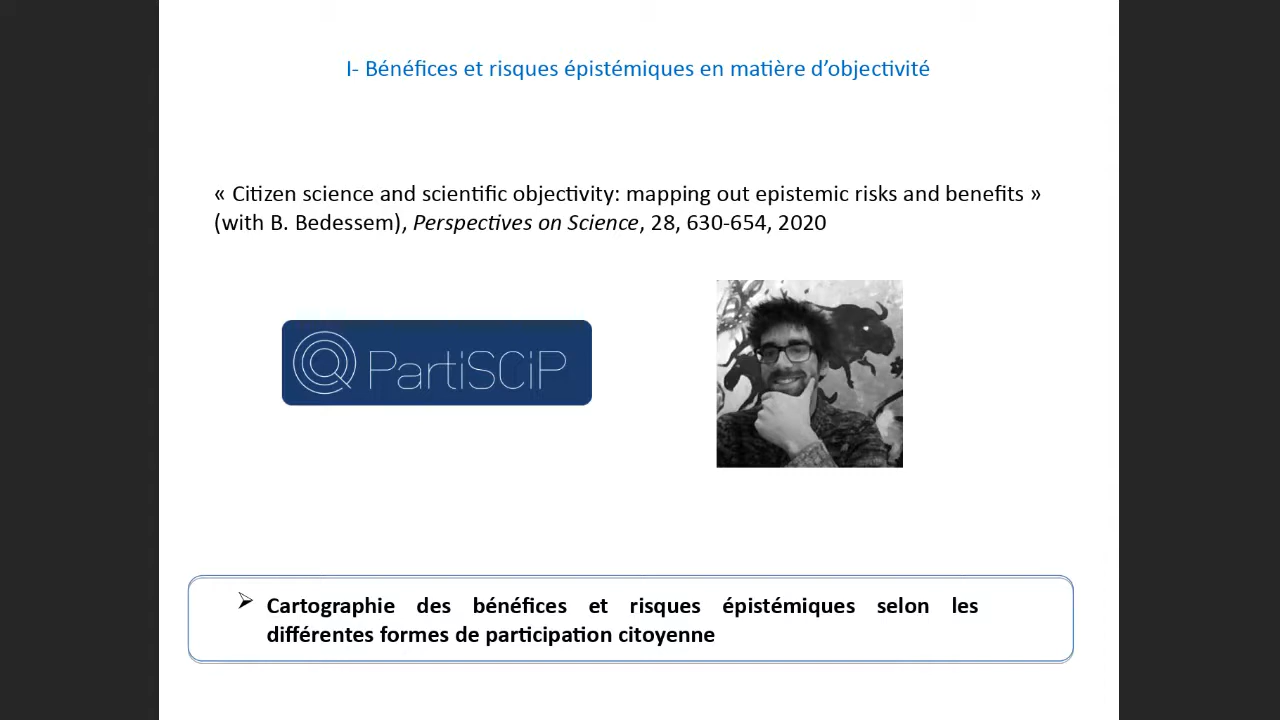 I- Bénéfices et risques épistémiques en matière d’objectivité
« Citizen science and scientific objectivity: mapping out epistemic risks and benefits »
(with B. Bedessem), Perspectives on Science, 28, 630-654, 2020
PartiSCiP
➢ Cartographie des bénéfices et risques épistémiques selon les
différentes formes de participation citoyenne